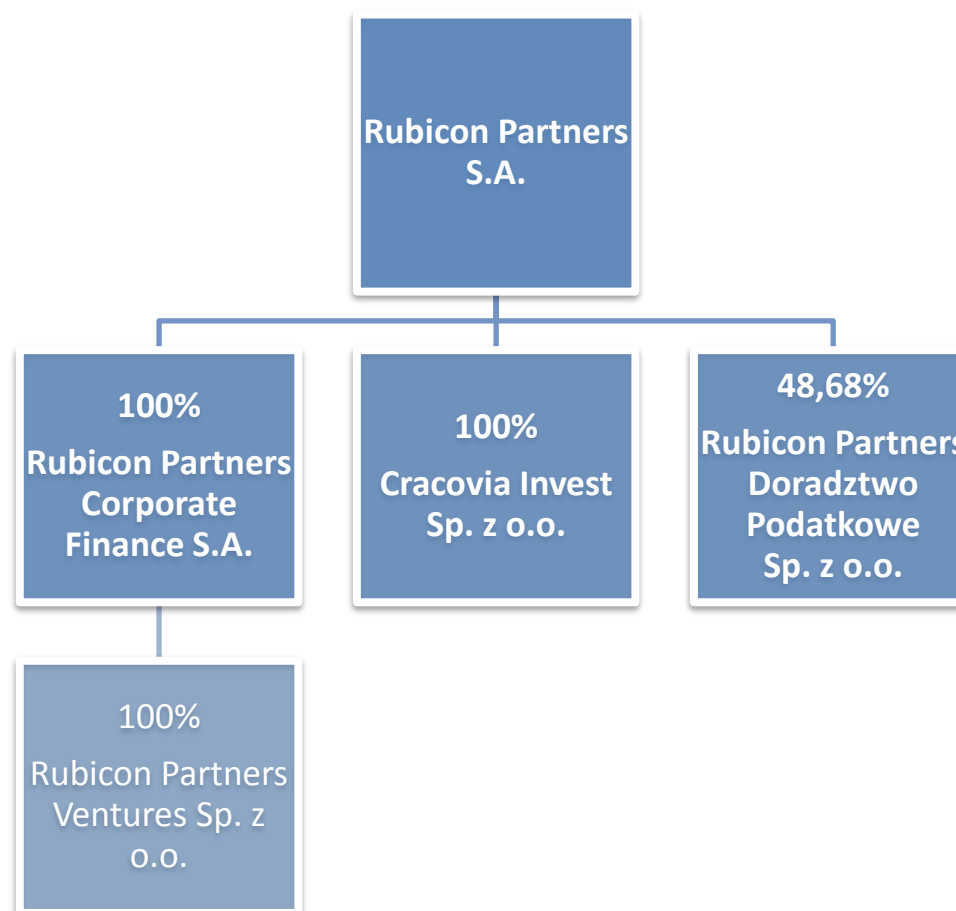 Rubicon Partners
S.A.
100%
Rubicon Partners
Corporate
Finance S.A.
100%
Cracovia Invest
Sp. z o.o.
48,68%
Rubicon Partners
Doradztwo
Podatkowe
Sp. z o.o.
100%
Rubicon Partners
Ventures Sp. z
o.o.